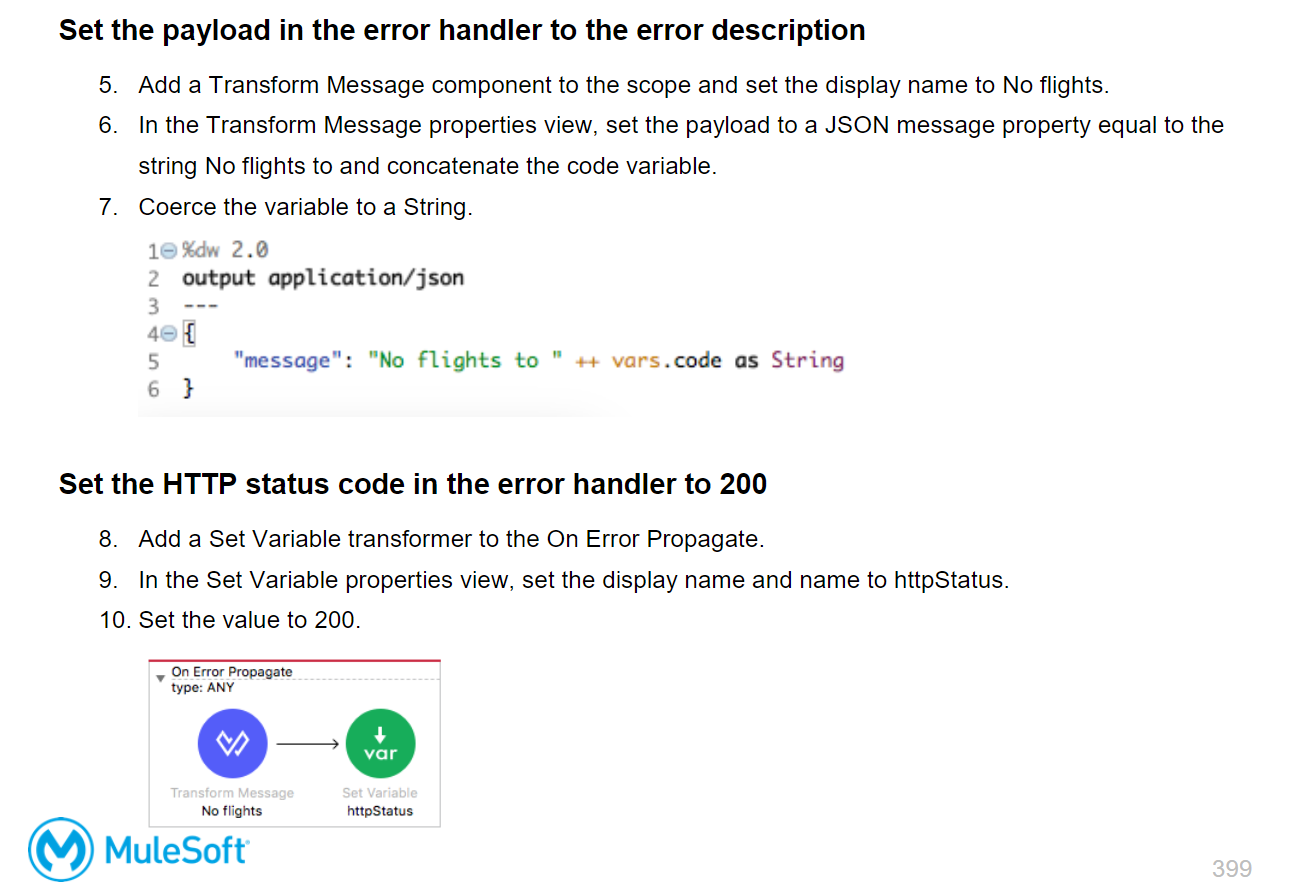 Set the payload in the error handler to the error description
5. Add a Transform Message component to the scope and set the display name to No flights.
6. In the Transform Message properties view, set the payload to a JSON message property equal to the
string No flights to and concatenate the code variable.
7. Coerce the variable to a String.
1 %dw 2.0
2 output application/json
3 ---
4 {
5 "message": "No flights to " ++ vars.code as String
6 }
Set the HTTP status code in the error handler to 200
8. Add a Set Variable transformer to the On Error Propagate.
9. In the Set Variable properties view, set the display name and name to httpStatus.
10. Set the value to 200.
On Error Propagate
type: ANY
var
Transform Message Set Variable
No flights httpStatus
MuleSoft
399